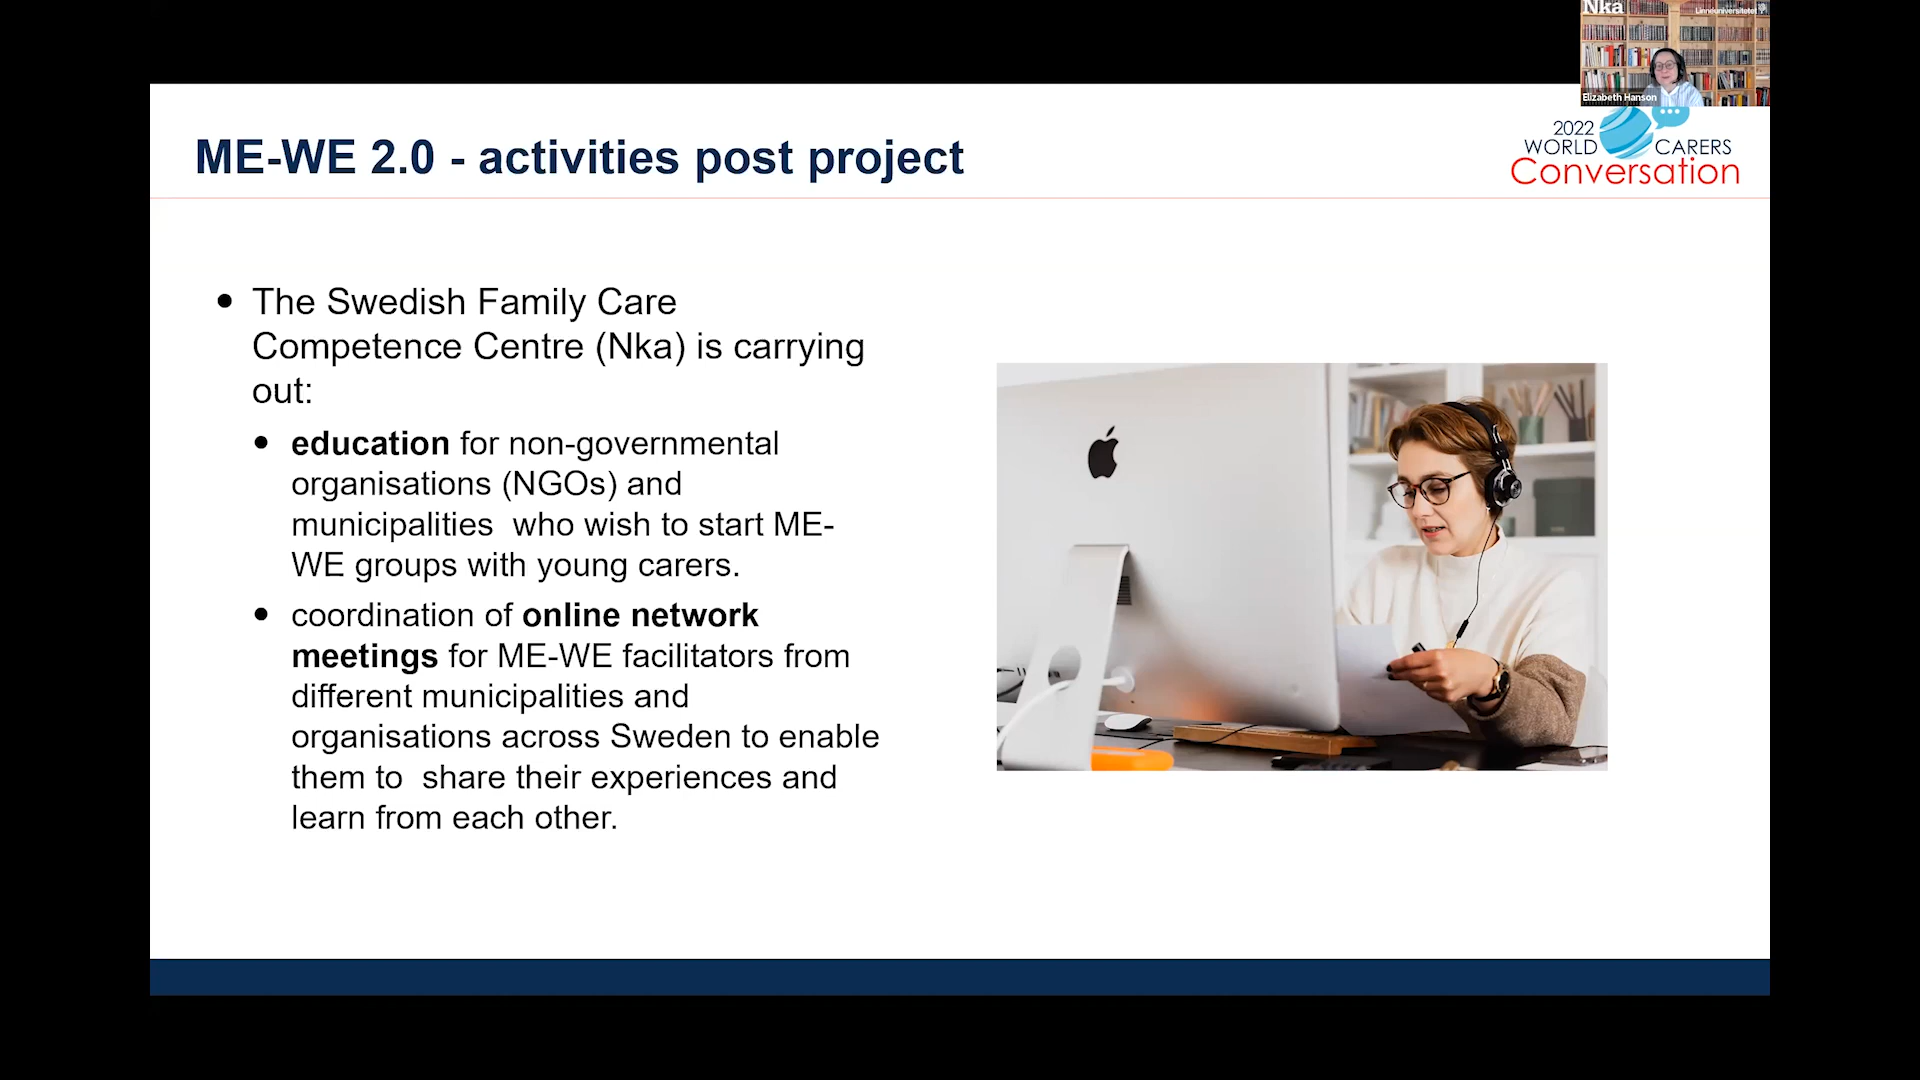 Nka
Linnéuniversitetet
Elizabeth Hanson
2022
WORLD CARERS
Conversation
ME-WE 2.0 - activities post project
• The Swedish Family Care
Competence Centre (Nka) is carrying
out:
• education for non-governmental
organisations (NGOs) and
municipalities  who wish to start ME-
WE groups with young carers.
• coordination of online network
meetings for ME-WE facilitators from
different municipalities and
organisations across Sweden to enable
them to  share their experiences and
learn from each other.